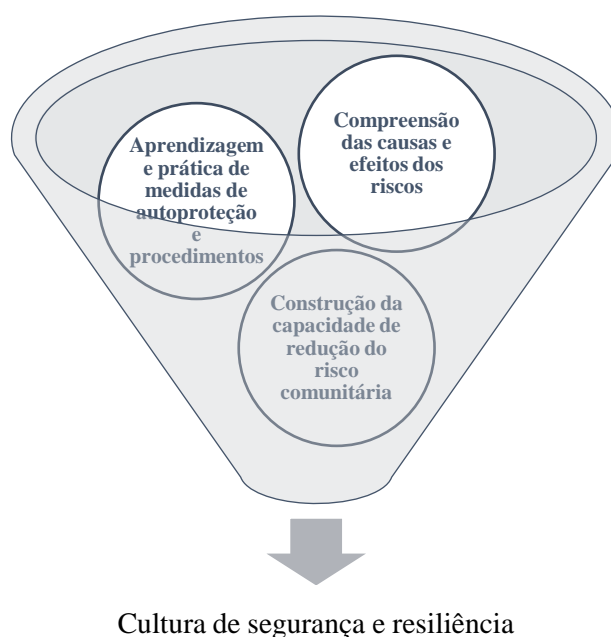 Compreensão
das causas e
efeitos dos
riscos
Aprendizagem
e prática de
medidas de
autoproteção
e
procedimentos
Construção da
capacidade de
redução do
risco
comunitária
Cultura de segurança e resiliência